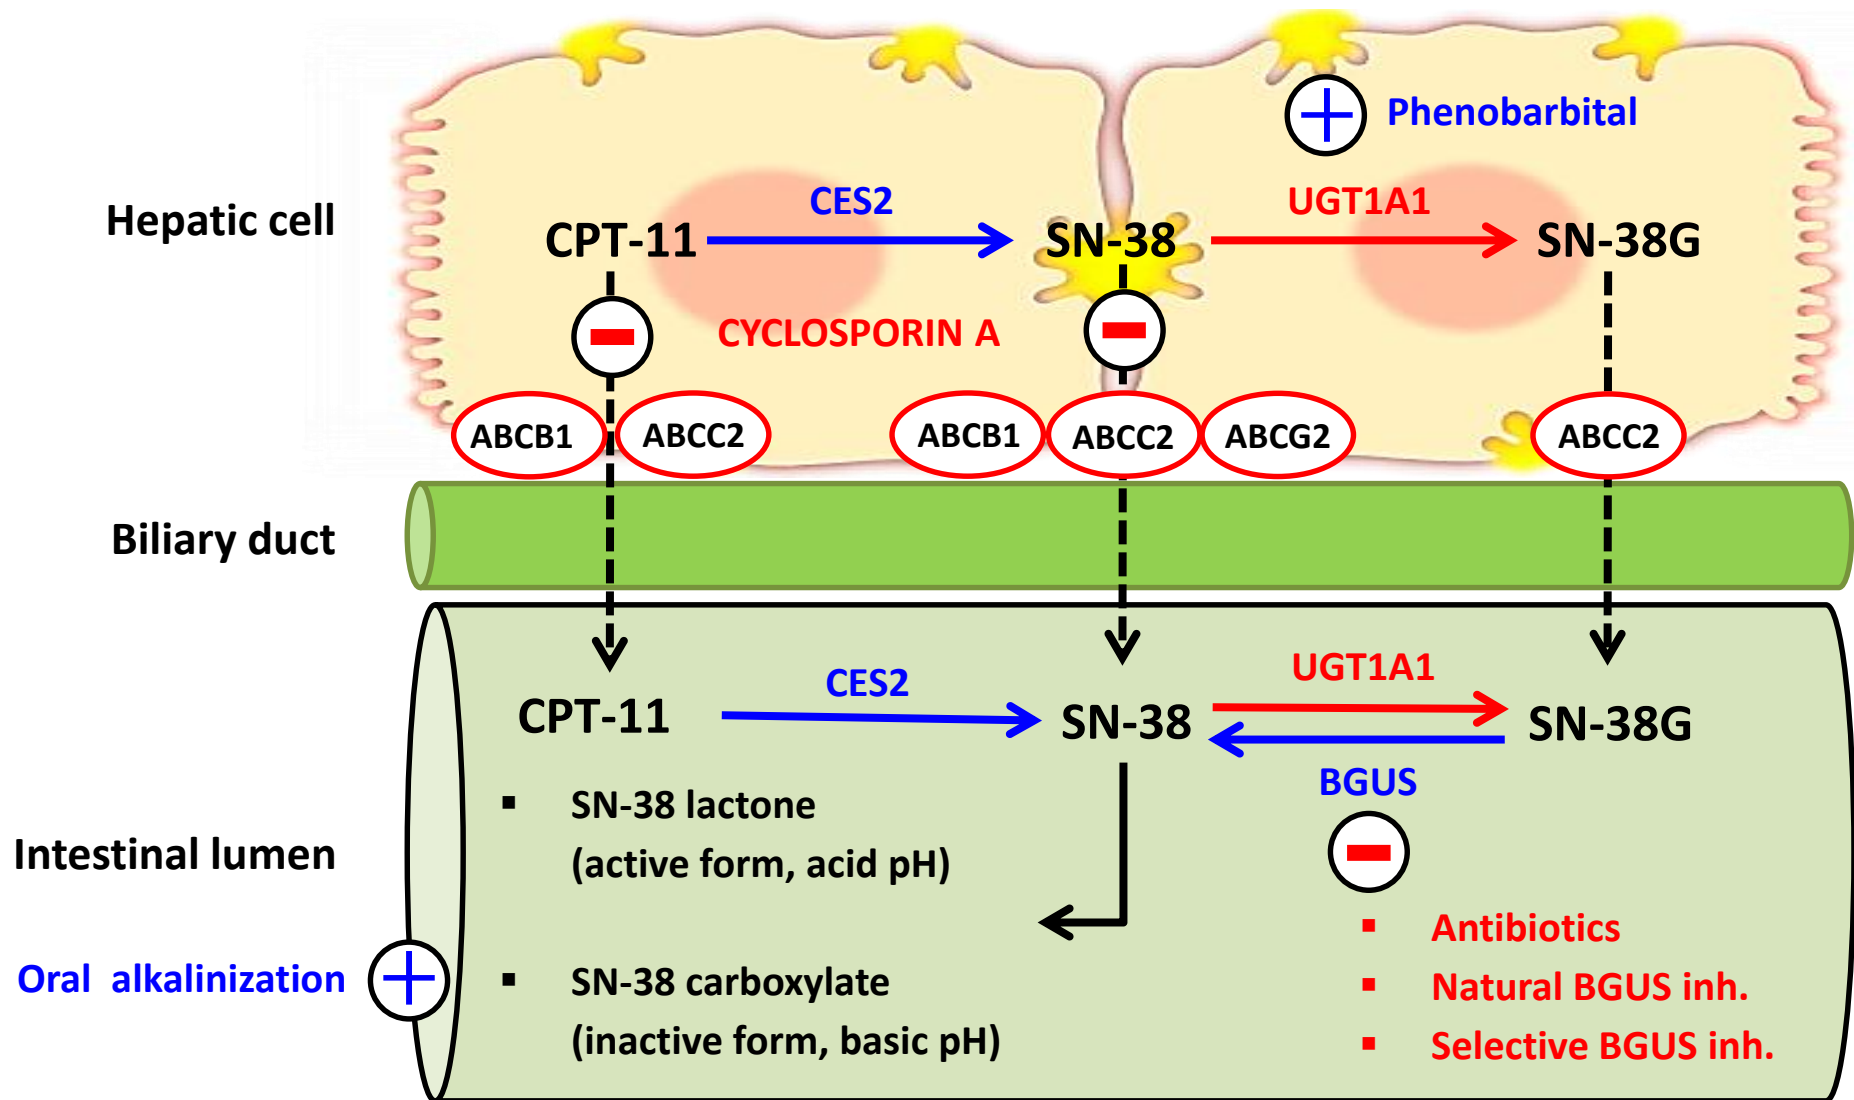 Phenobarbital
CES2
UGT1A1
Hepatic cell
CPT-11
SN-38
SN-38G
CYCLOSPORIN A
ABCB1
ABCC2
ABCB1
ABCC2
ABCG2
ABCC2
Biliary duct
CES2
UGT1A1
CPT-11
SN-38
SN-38G
BGUS
Intestinal lumen
▪ SN-38 lactone
(active form, acid pH)
Oral alkalinization
▪ SN-38 carboxylate
(inactive form, basic pH)
▪ Antibiotics
▪ Natural BGUS inh.
▪ Selective BGUS inh.